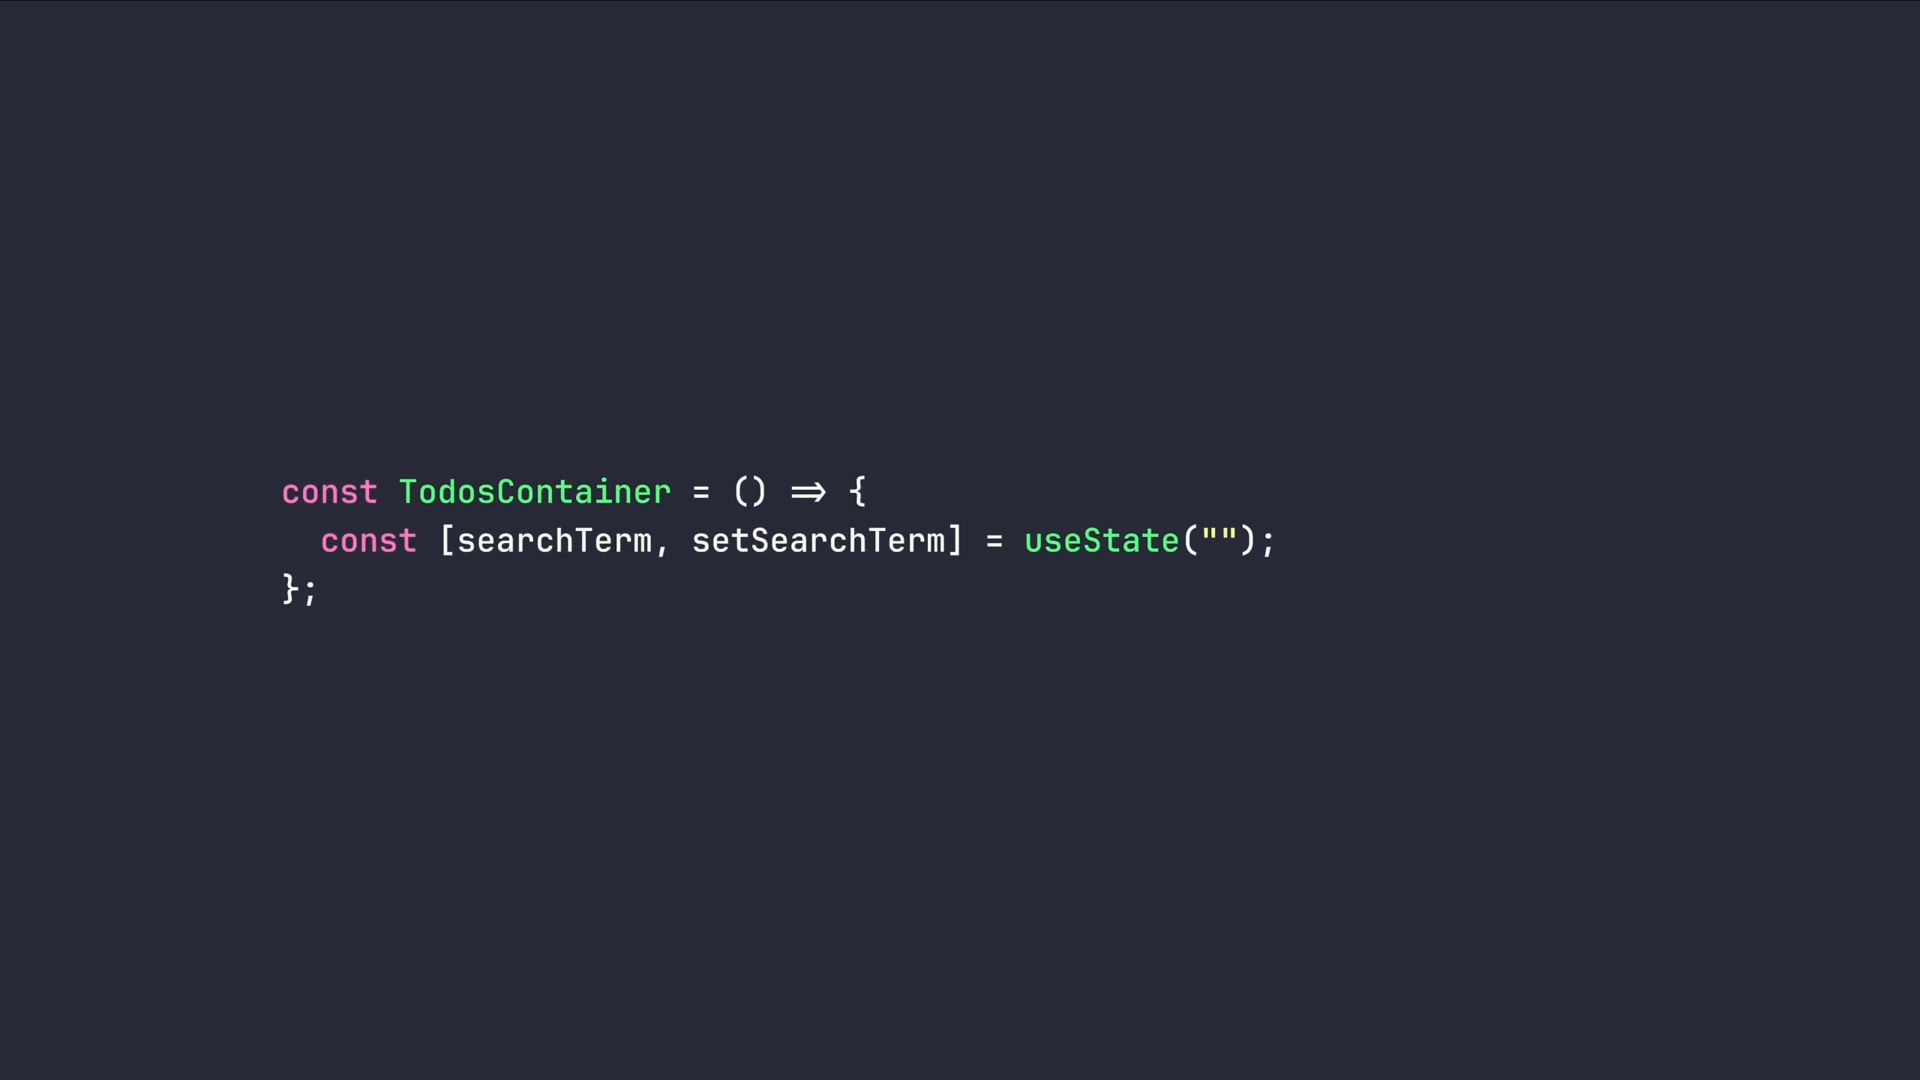 const TodosContainer = () => {
  const [searchTerm, setSearchTerm] = useState("");
};